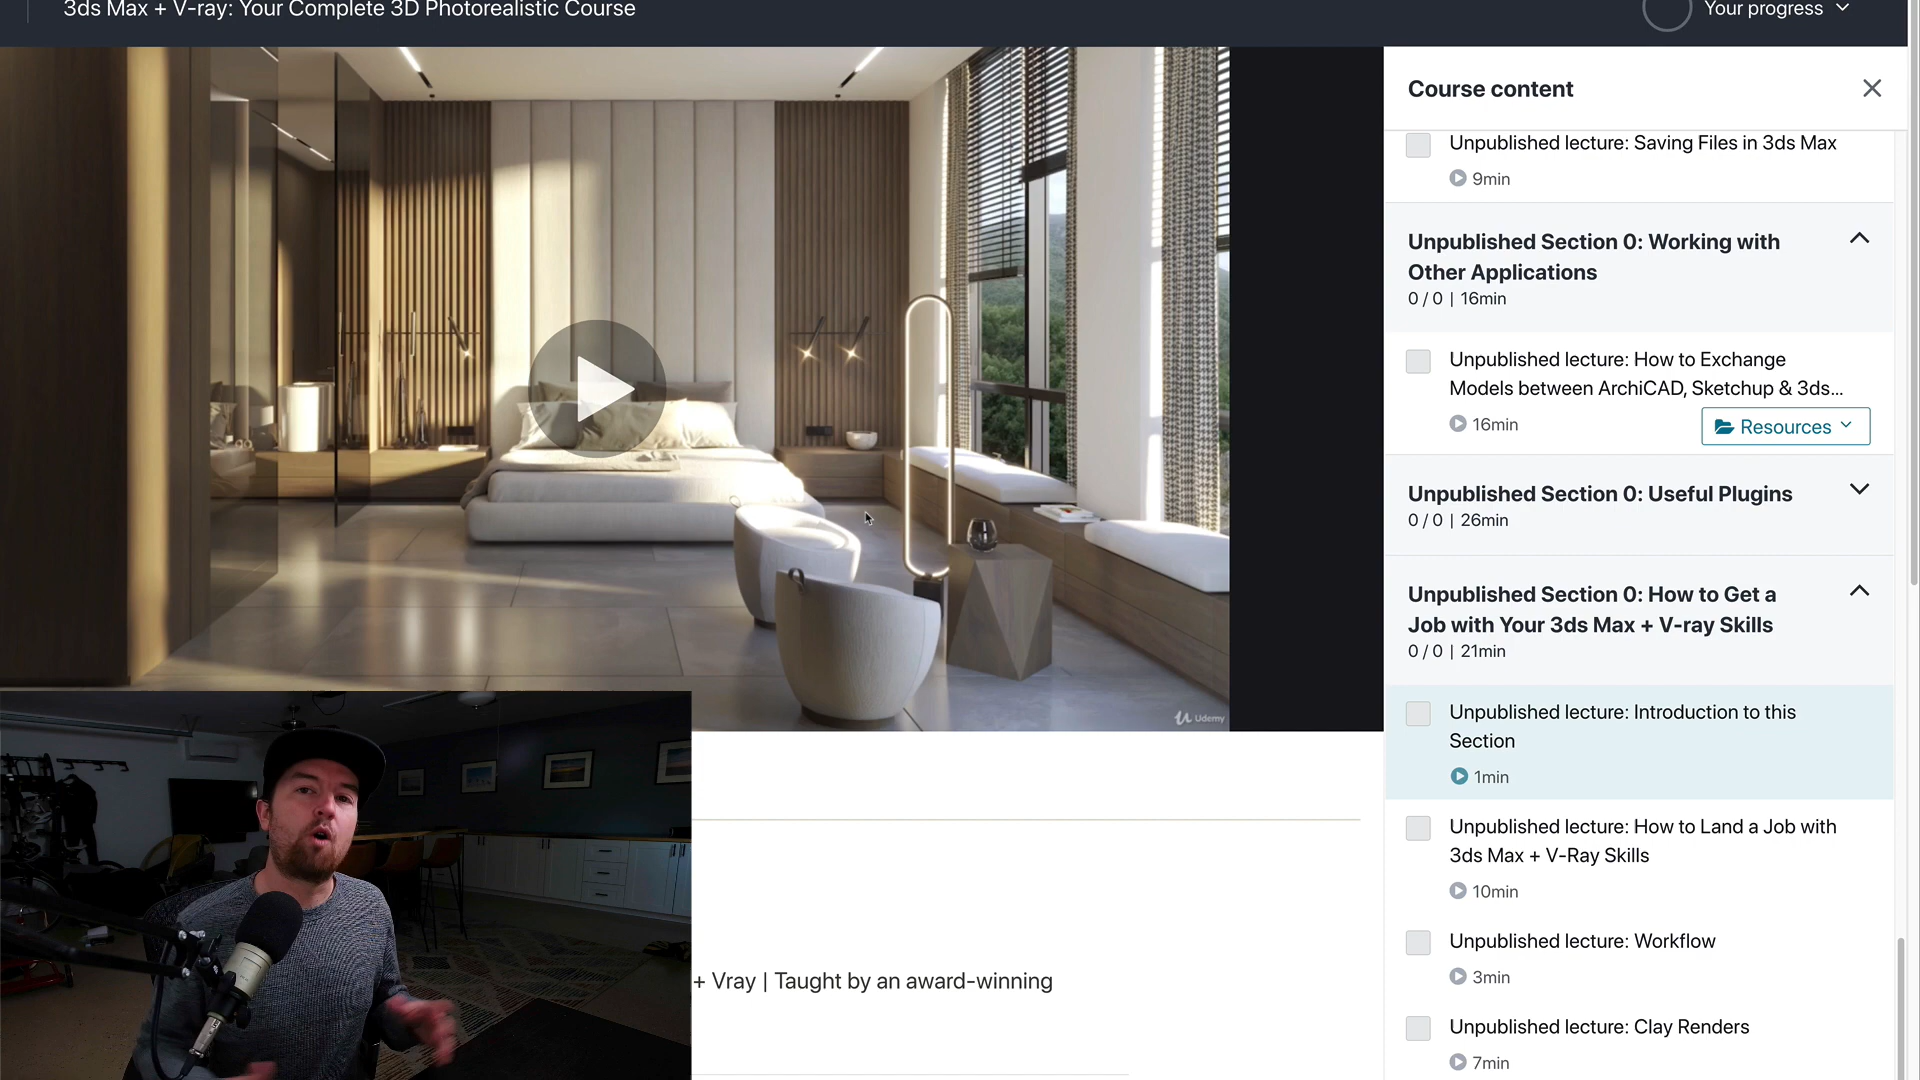 3ds Max + V-ray: Your Complete 3D Photorealistic Course
Your progress
Course content
Unpublished lecture: Saving Files in 3ds Max
9min
Unpublished Section 0: Working with
Other Applications
0 / 0 | 16min
Unpublished lecture: How to Exchange
Models between ArchiCAD, Sketchup & 3ds...
16min
Resources
Unpublished Section 0: Useful Plugins
0 / 0 | 26min
Unpublished Section 0: How to Get a
Job with Your 3ds Max + V-ray Skills
0 / 0 | 21min
Unpublished lecture: Introduction to this
Section
1min
Unpublished lecture: How to Land a Job with
3ds Max + V-Ray Skills
10min
Unpublished lecture: Workflow
3min
Unpublished lecture: Clay Renders
7min
Udemy
+ Vray | Taught by an award-winning